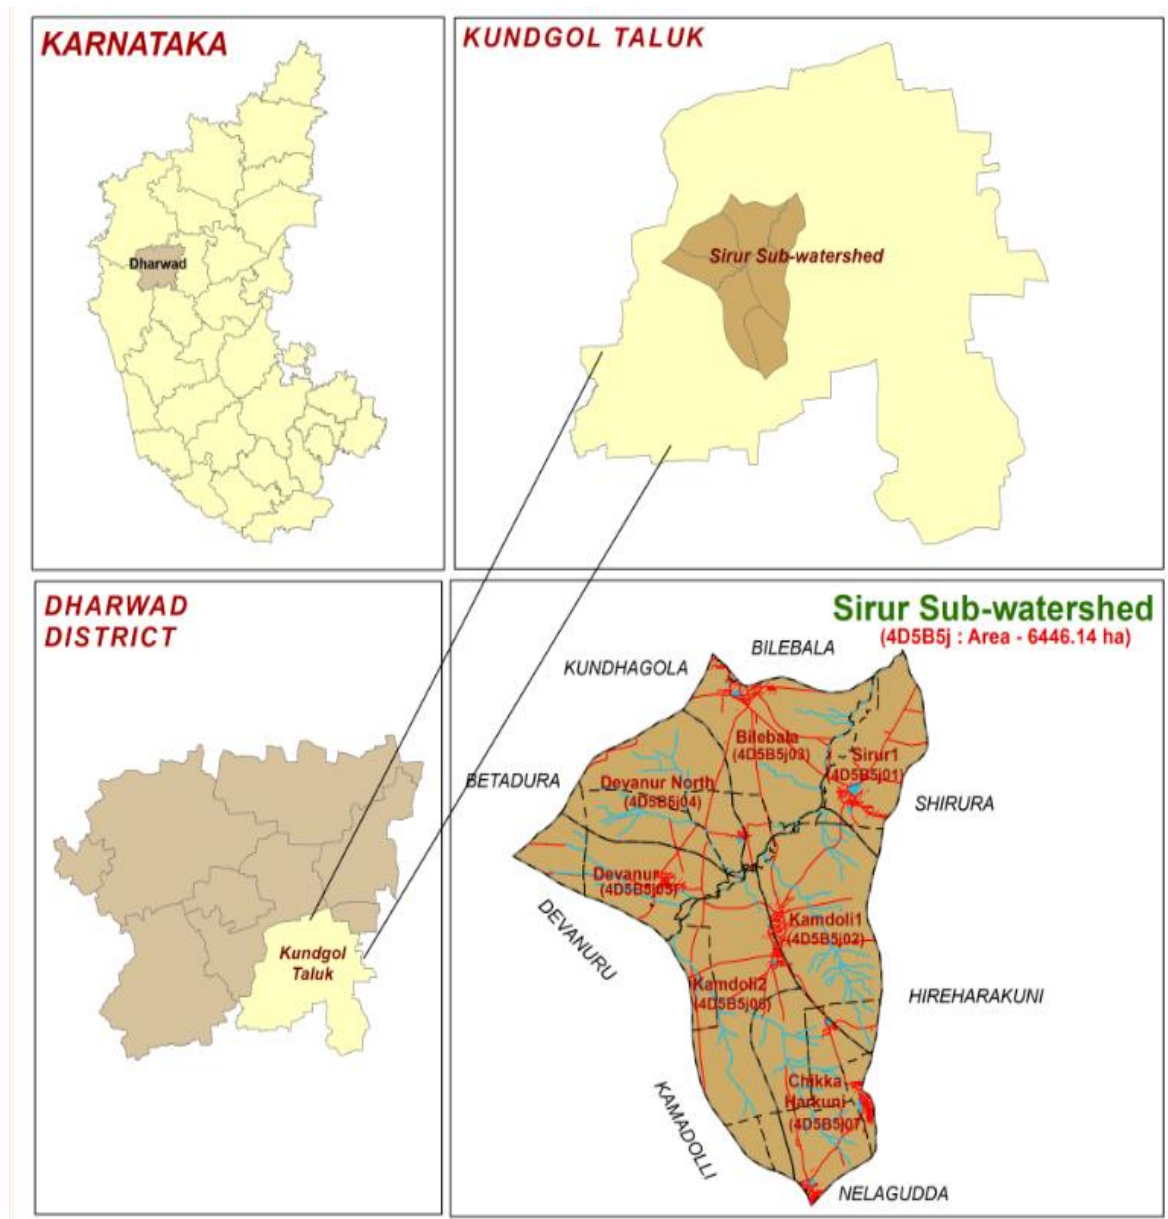 KARNATAKA
Dharwad
KUNDGOL TALUK
Sirur Sub-watershed
DHARWAD
DISTRICT
Kundgol
Taluk
Sirur Sub-watershed
(4D5B5j : Area - 6446.14 ha)
BILEBALA
KUNDHAGOLA
Bilebala
(4D5B5j03)
Sirur1
(4D5B5j01)
BETADURA
Devanur North
(4D5B5j04)
SHIRURA
Devanur
(4D5B5j05)
DEVANURU
Kamdoli1
(4D5B5j02)
Kamdoli2
(4D5B5j06)
HIREHARAKUNI
Chikka
Harkuni
(4D5B5j07)
KAMADOLLI
NELAGUDDA